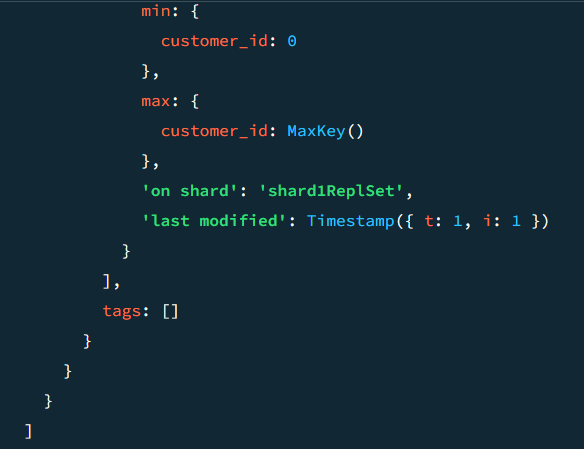 min: {
customer_id: 0
},
max: {
customer_id: MaxKey()
},
'on shard': 'shard1ReplSet',
'last modified': Timestamp({ t: 1, i: 1 })
}
],
tags: []
}
}
}
]